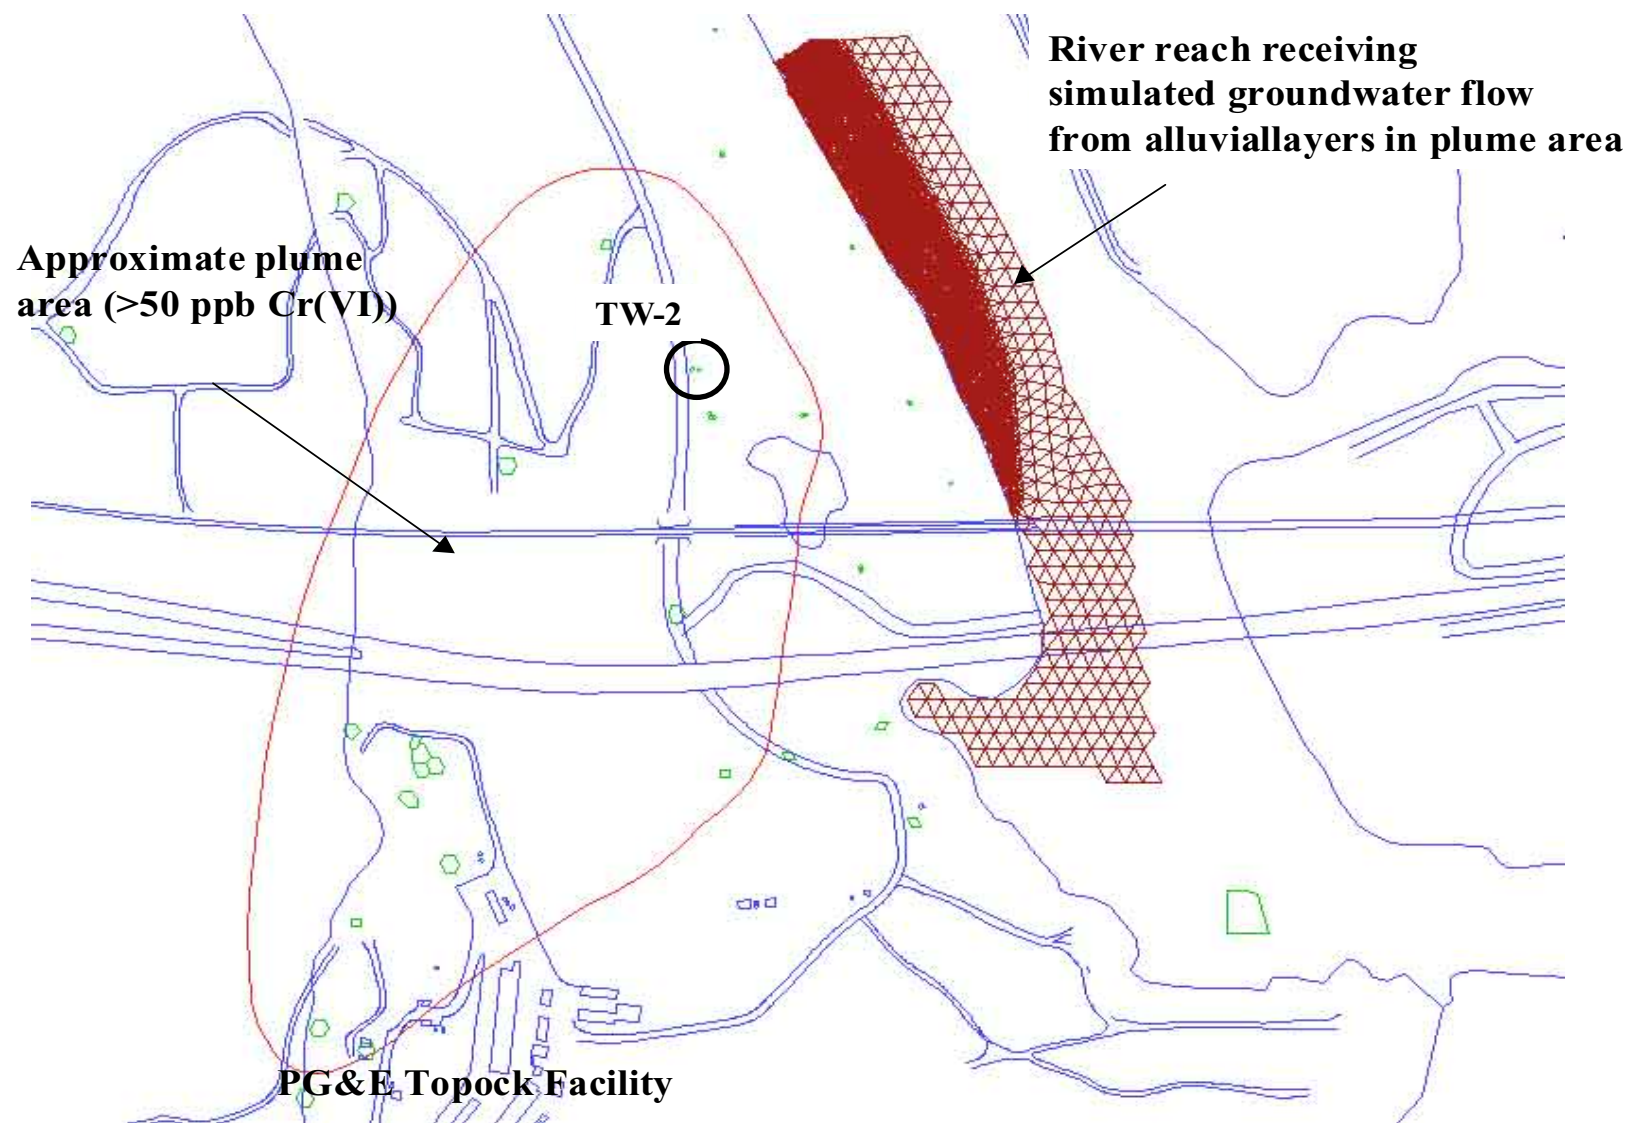 River reach receiving
simulated groundwater flow
from alluviallayers in plume area
Approximate plume
area (>50 ppb Cr(VI))
TW-2
PG&E Topock Facility